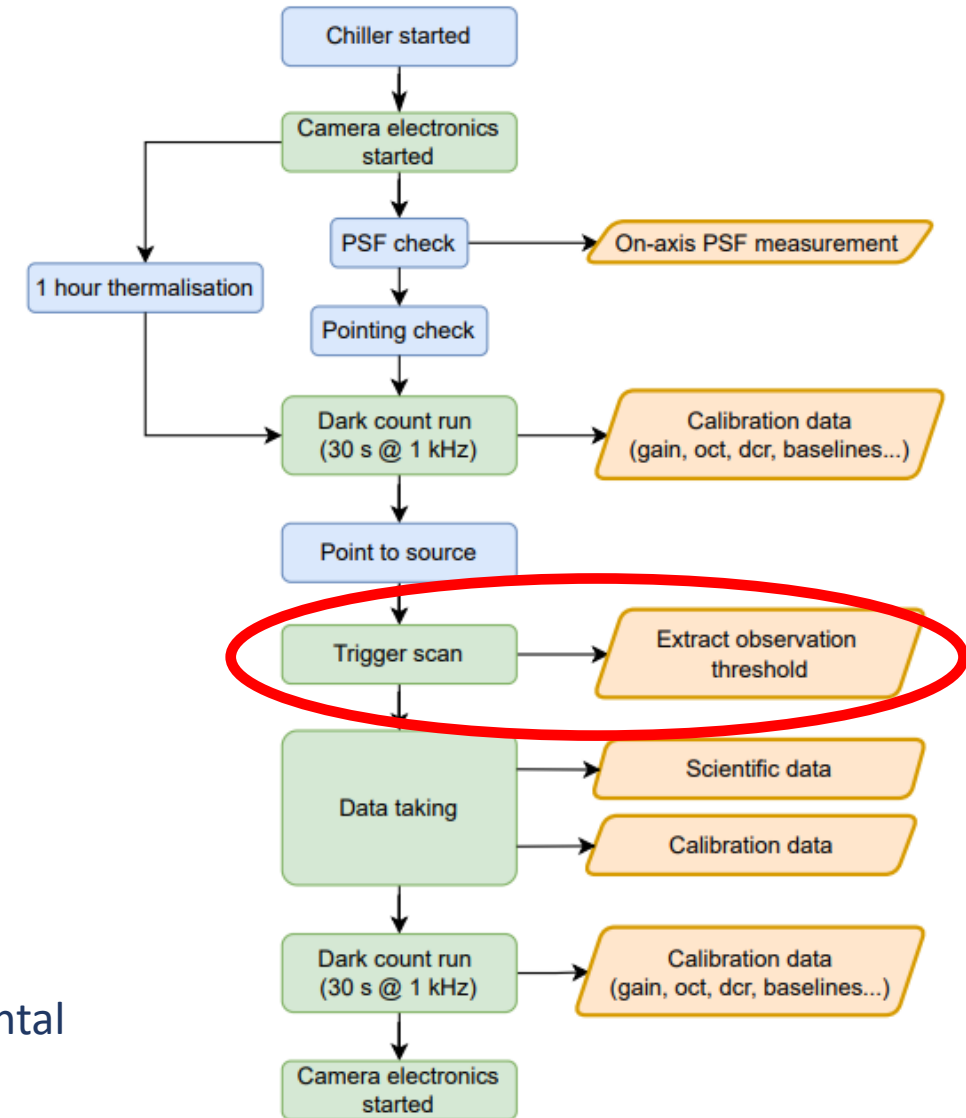 Chiller started
Camera electronics
started
PSF check
On-axis PSF measurement
1 hour thermalisation
Pointing check
Dark count run
(30 s @ 1 kHz)
Calibration data
(gain, oct, dcr, baselines...)
Point to source
Trigger scan
Extract observation
threshold
Data taking
Scientific data
Calibration data
Dark count run
(30 s @ 1 kHz)
Calibration data
(gain, oct, dcr, baselines...)
ntal
Camera electronics
started